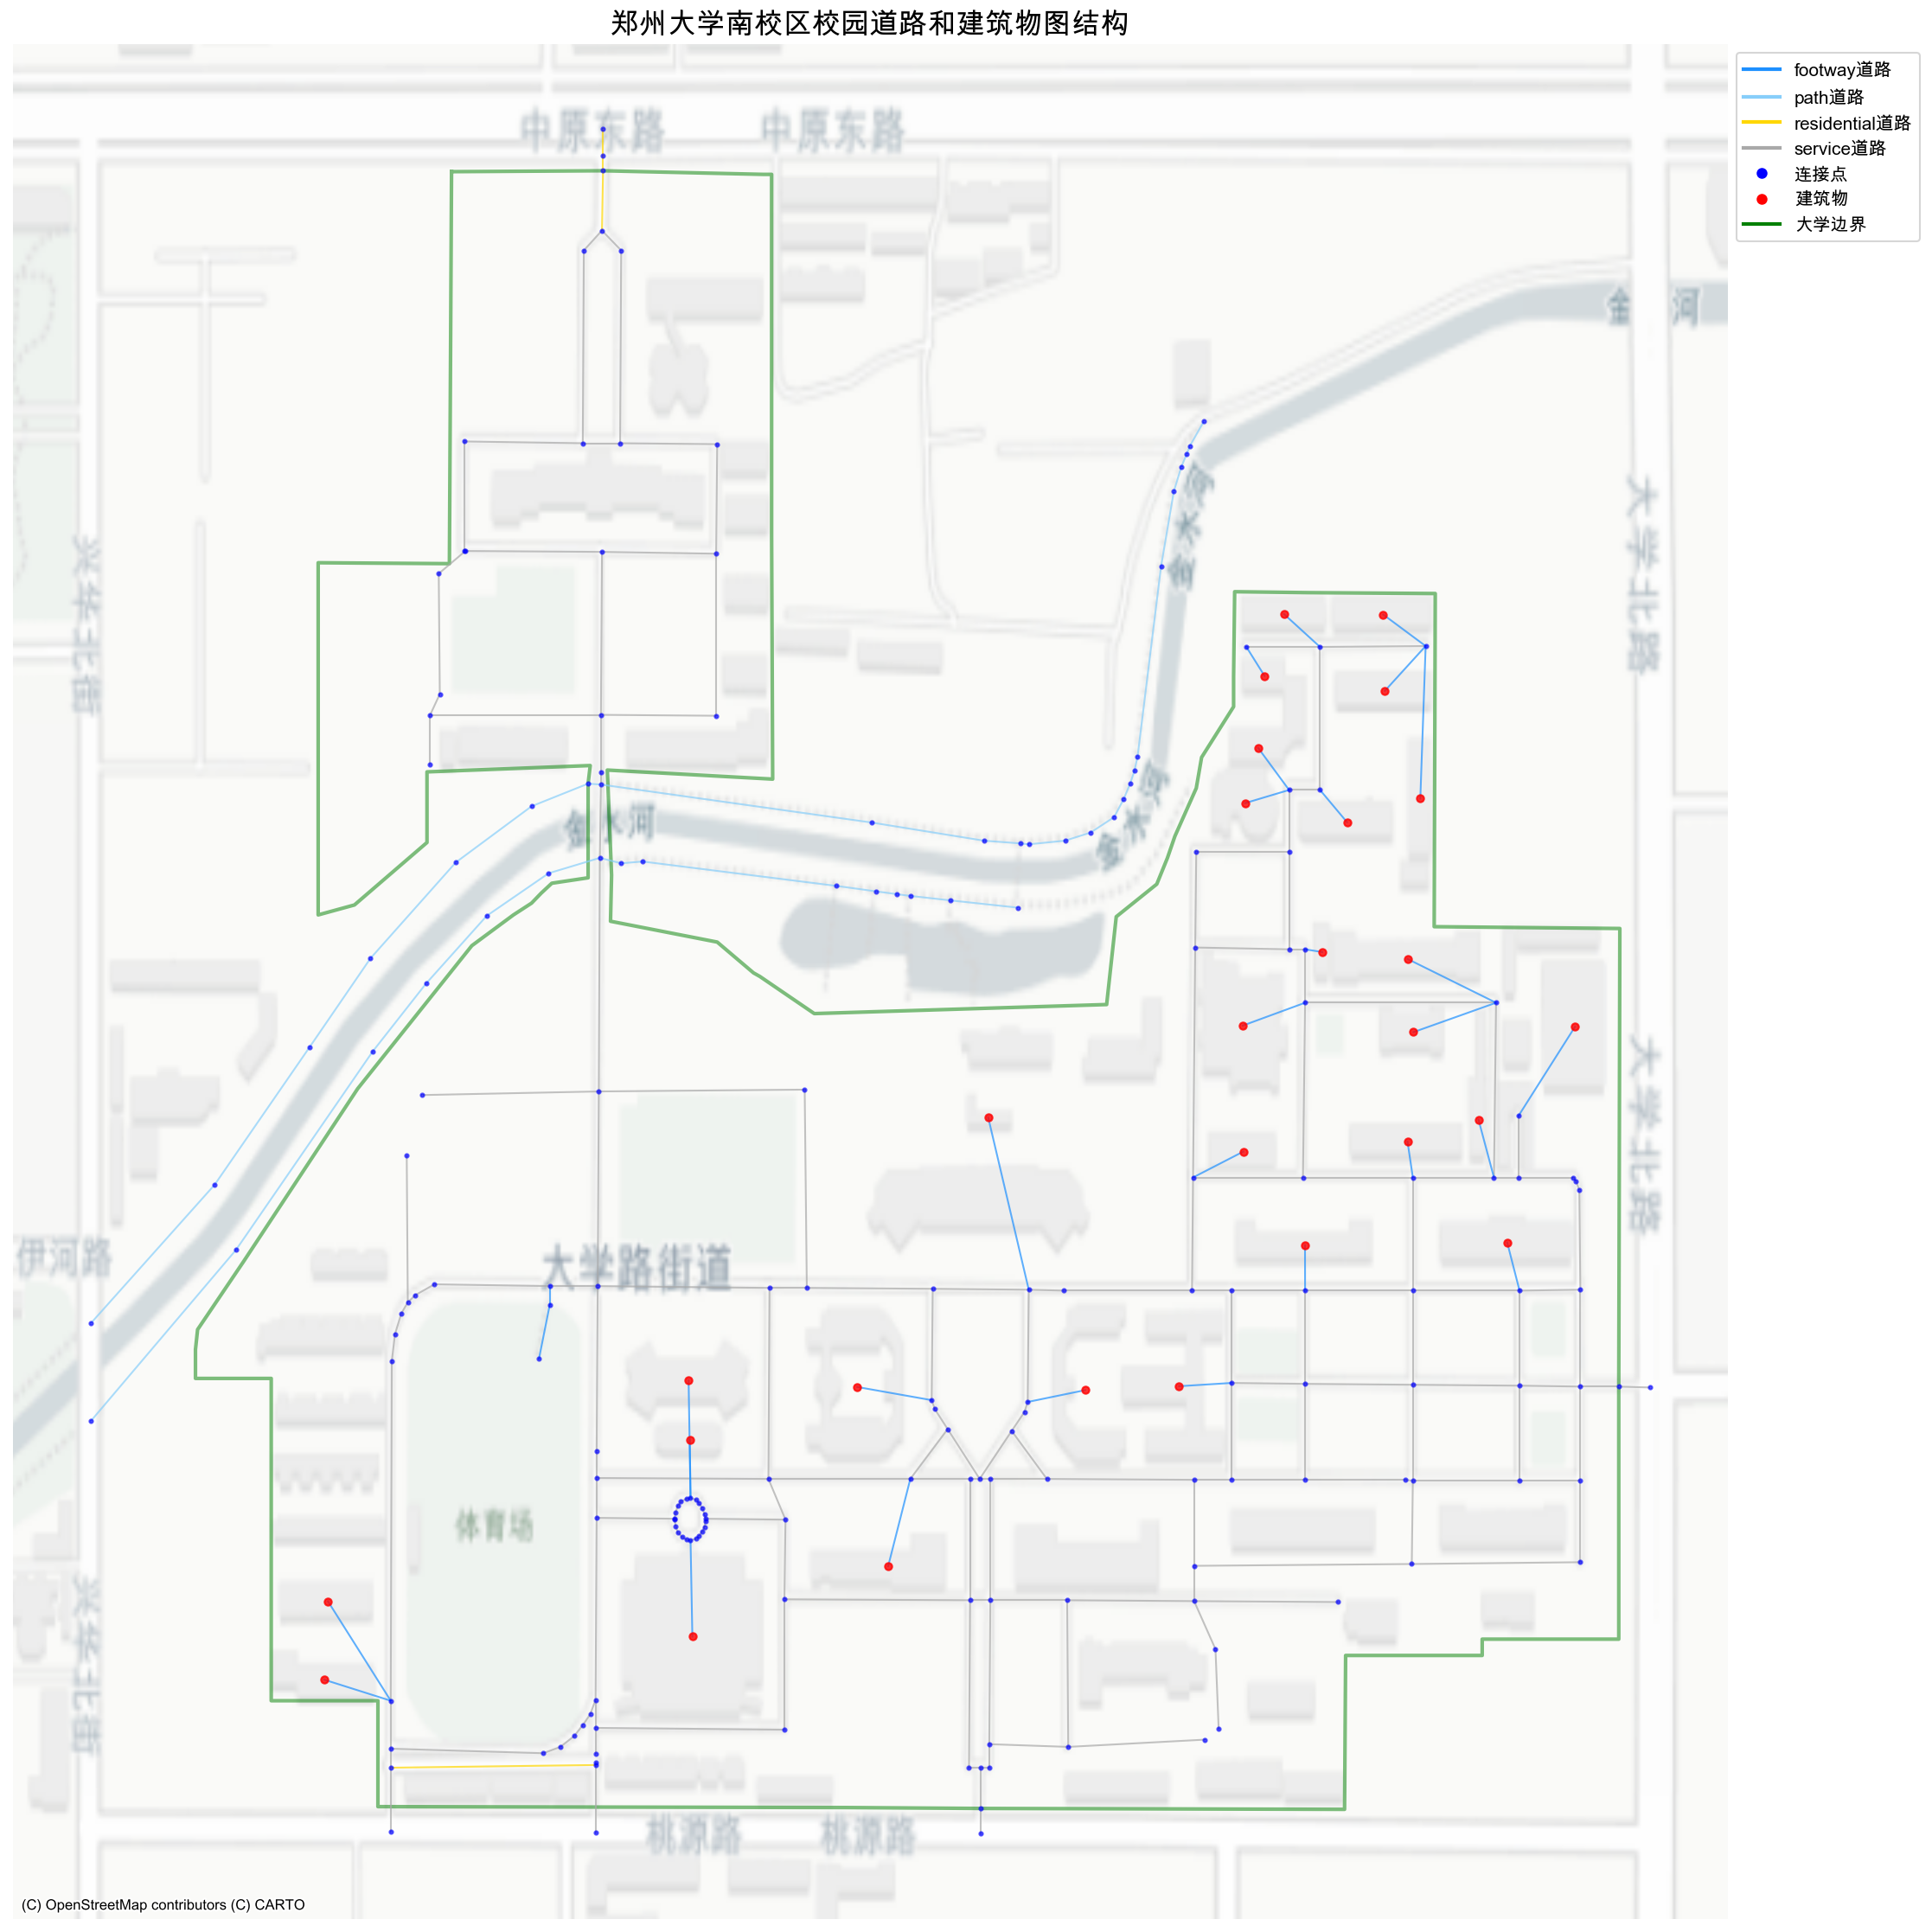 郑州大学南校区校园道路和建筑物图结构
footway道路
path道路
residential道路
service道路
连接点
建筑物
大学边界
中原东路
中原东路
金
河
金水河
大学北路
兴华北街
金水河
金水河
大学北路
伊河路
大学路街道
体育场
兴华北街
桃源路
桃源路
(C) OpenStreetMap contributors (C) CARTO